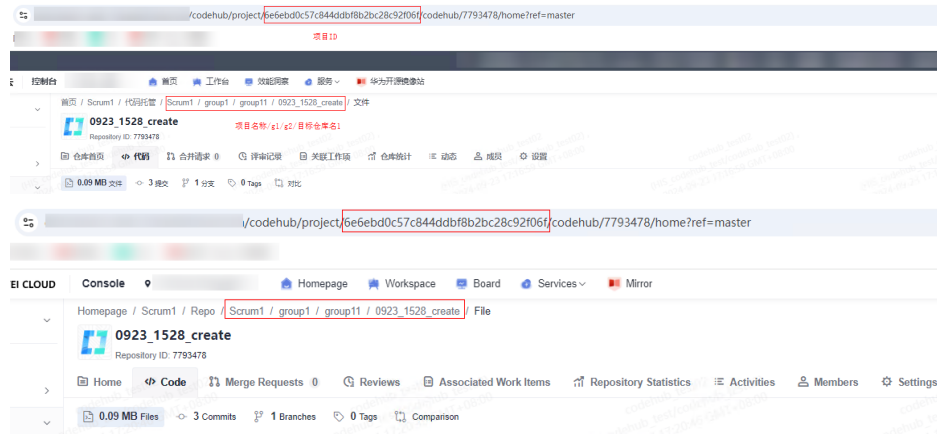 /codehub/project/6e6ebd0c57c844ddbf8b2bc28c92f06f/codehub/7793478/home?ref=master
项目ID
控制台 首页 工作台 效能洞察 服务 华为开源镜像站
首页 / Scrum1 / 代码托管 / Scrum1 / group1 / group11 / 0923_1528_create / 文件
0923_1528_create
项目名称/g1/g2/目标仓库名1
Repository ID: 7793478
仓库首页 代码 合并请求 0 评审记录 关联工作项 仓库统计 动态 成员 设置
0.09 MB 文件 3 提交 1 分支 0 Tags 对比
/codehub/project/6e6ebd0c57c844ddbf8b2bc28c92f06f/codehub/7793478/home?ref=master
EI CLOUD Console Homepage Workspace Board Services Mirror
Homepage / Scrum1 / Repo / Scrum1 / group1 / group11 / 0923_1528_create / File
0923_1528_create
Repository ID: 7793478
Home Code Merge Requests 0 Reviews Associated Work Items Repository Statistics Activities Members Settings
0.09 MB Files 3 Commits 1 Branches 0 Tags Comparison